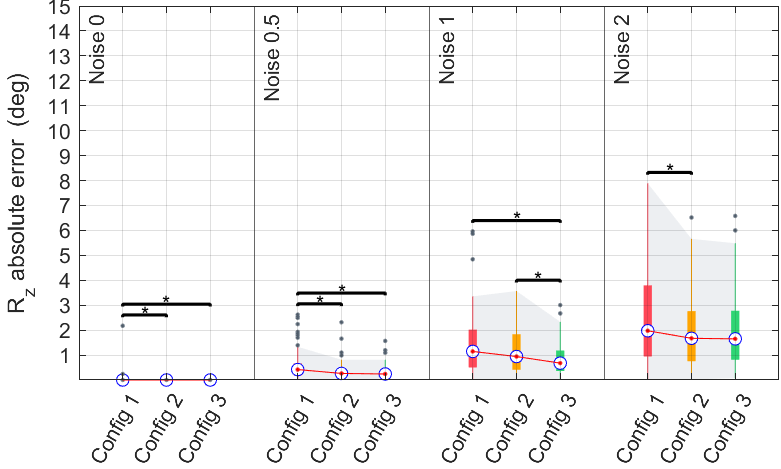 15
14
13
12
11
10
9
8
7
6
5
4
3
2
1
R_z absolute error (deg)
Noise 0
Noise 0.5
Noise 1
Noise 2
*
*
*
*
*
*
*
Config 1
Config 2
Config 3
Config 1
Config 2
Config 3
Config 1
Config 2
Config 3
Config 1
Config 2
Config 3